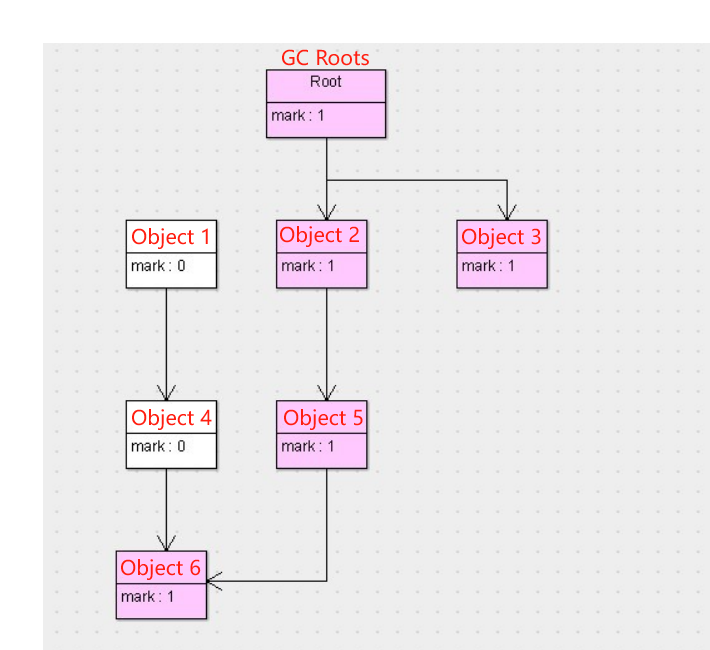 GC Roots
Root
mark : 1
Object 1
mark : 0
Object 2
mark : 1
Object 3
mark : 1
Object 4
mark : 0
Object 5
mark : 1
Object 6
mark : 1